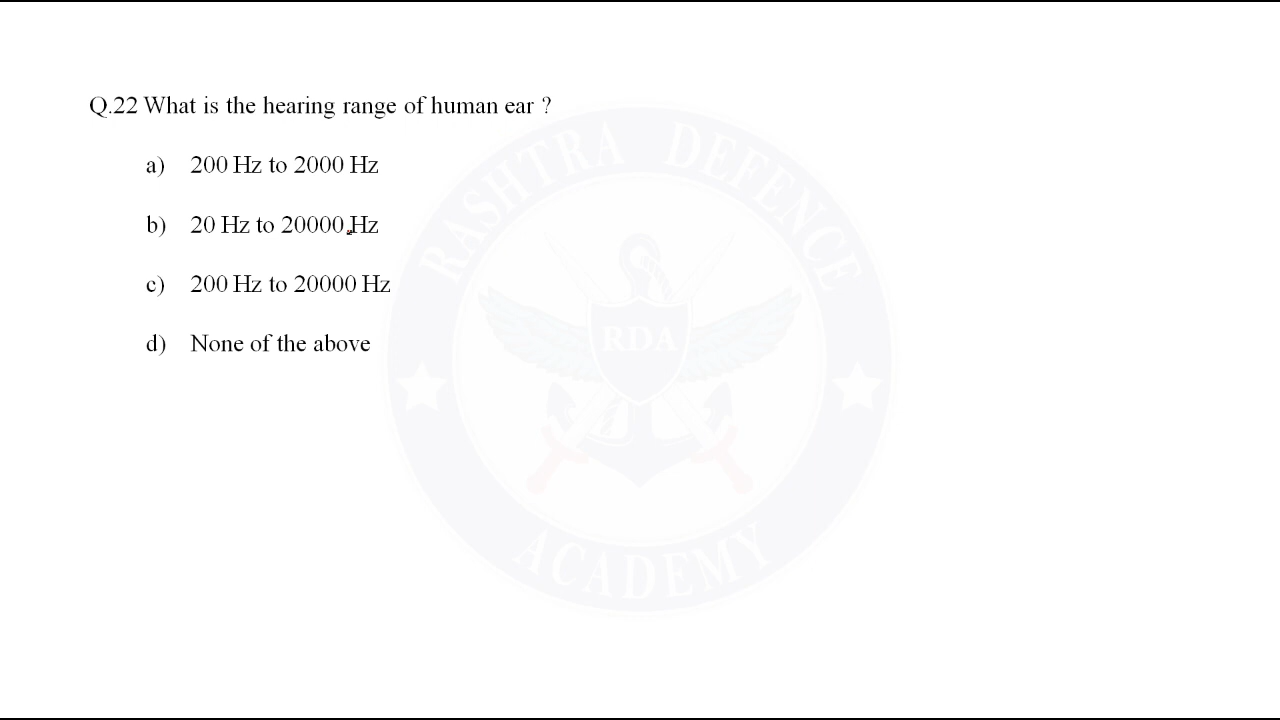 Q.22 What is the hearing range of human ear ?
a) 200 Hz to 2000 Hz
b) 20 Hz to 20000 Hz
c) 200 Hz to 20000 Hz
d) None of the above
RASHTRA DEFENCE
RDA
ACADEMY